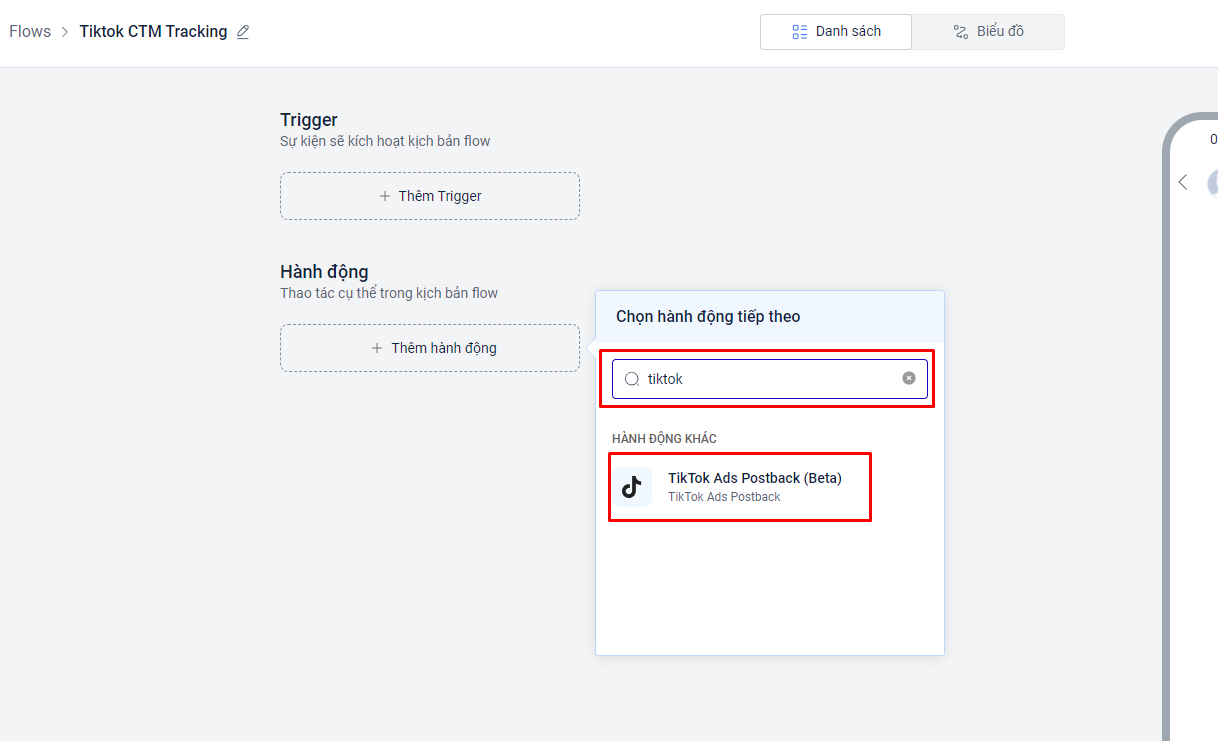 Flows > Tiktok CTM Tracking
Danh sách
Biểu đồ
Trigger
Sự kiện sẽ kích hoạt kịch bản flow
+ Thêm Trigger
Hành động
Thao tác cụ thể trong kịch bản flow
+ Thêm hành động
Chọn hành động tiếp theo
tiktok
HÀNH ĐỘNG KHÁC
TikTok Ads Postback (Beta)
TikTok Ads Postback